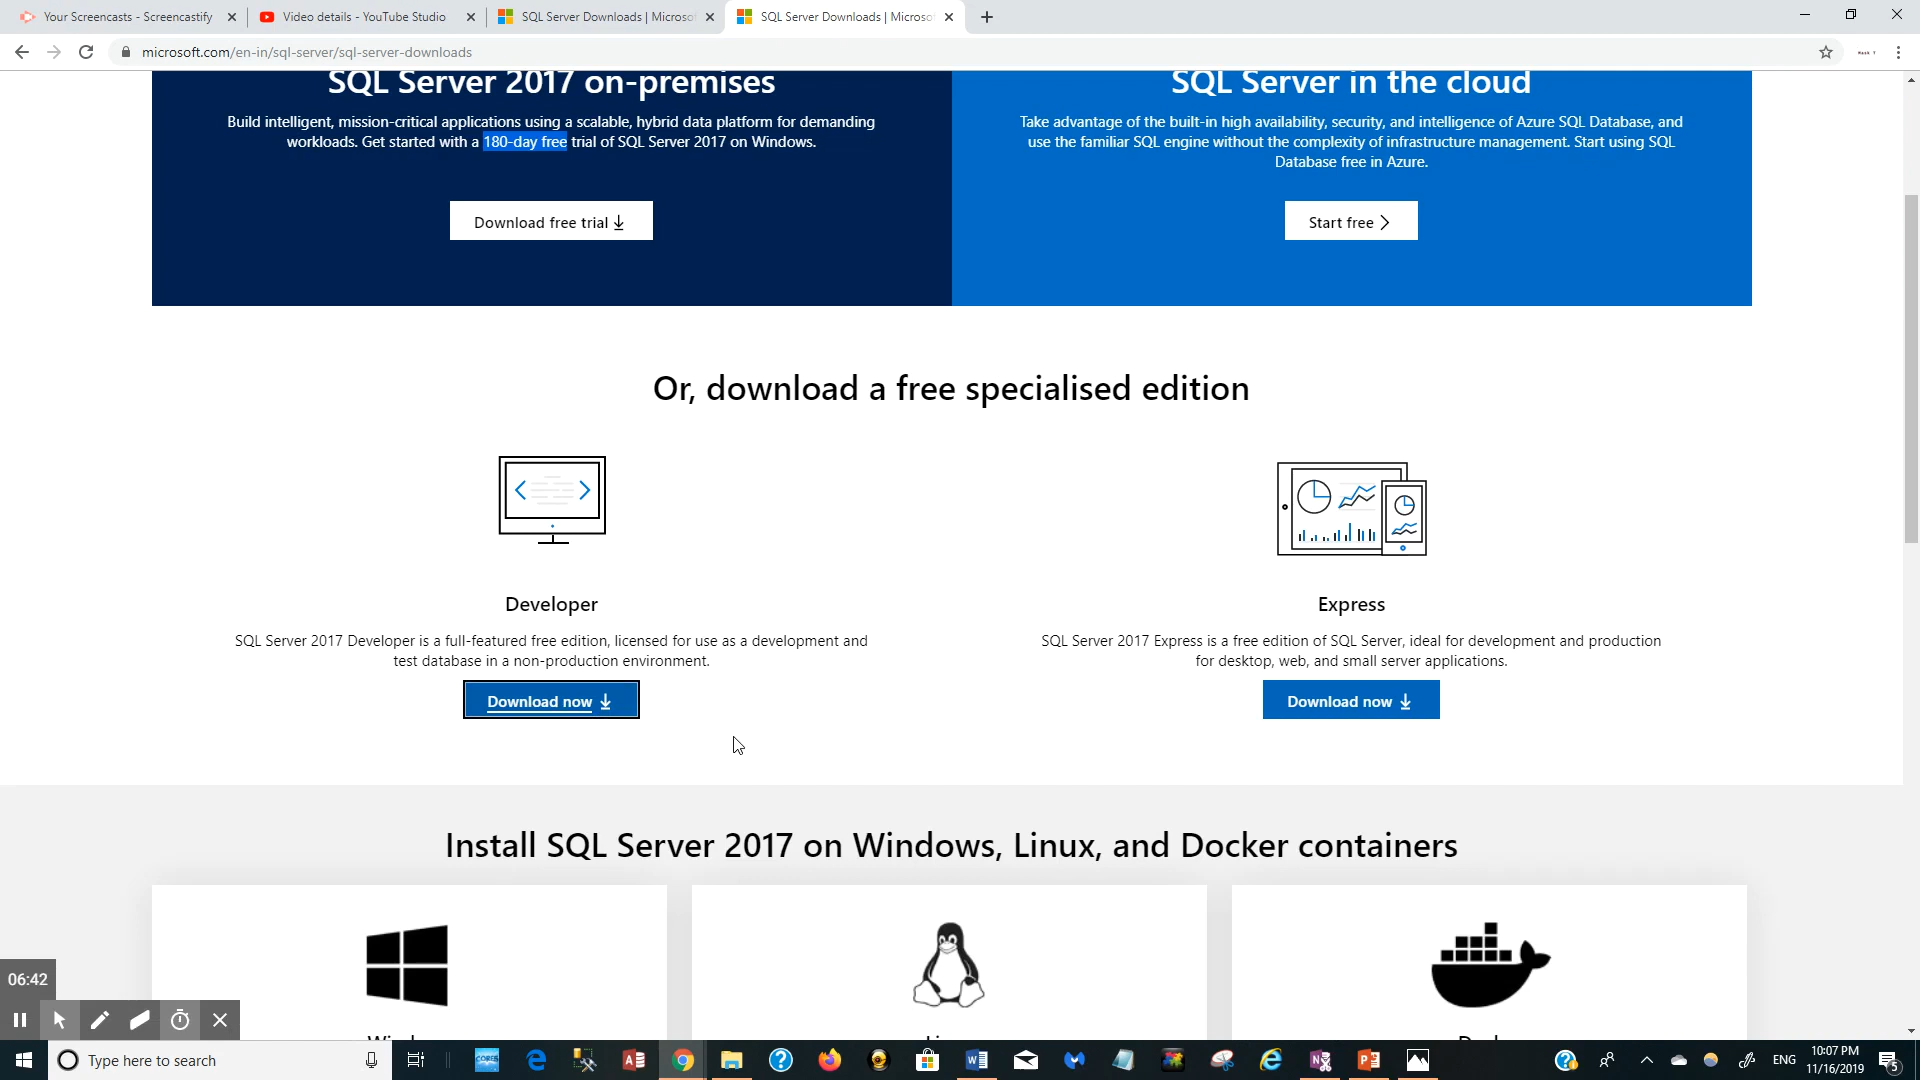 Your Screencasts - Screencastify
Video details - YouTube Studio
SQL Server Downloads | Microso
SQL Server Downloads | Microso
microsoft.com/en-in/sql-server/sql-server-downloads
SQL Server 2017 on-premises
Build intelligent, mission-critical applications using a scalable, hybrid data platform for demanding
workloads. Get started with a 180-day free trial of SQL Server 2017 on Windows.
Download free trial
SQL Server in the cloud
Take advantage of the built-in high availability, security, and intelligence of Azure SQL Database, and
use the familiar SQL engine without the complexity of infrastructure management. Start using SQL
Database free in Azure.
Start free
Or, download a free specialised edition
Developer
SQL Server 2017 Developer is a full-featured free edition, licensed for use as a development and
test database in a non-production environment.
Download now
Express
SQL Server 2017 Express is a free edition of SQL Server, ideal for development and production
for desktop, web, and small server applications.
Download now
Install SQL Server 2017 on Windows, Linux, and Docker containers
06:42
Type here to search
ENG
10:07 PM
11/16/2019
5